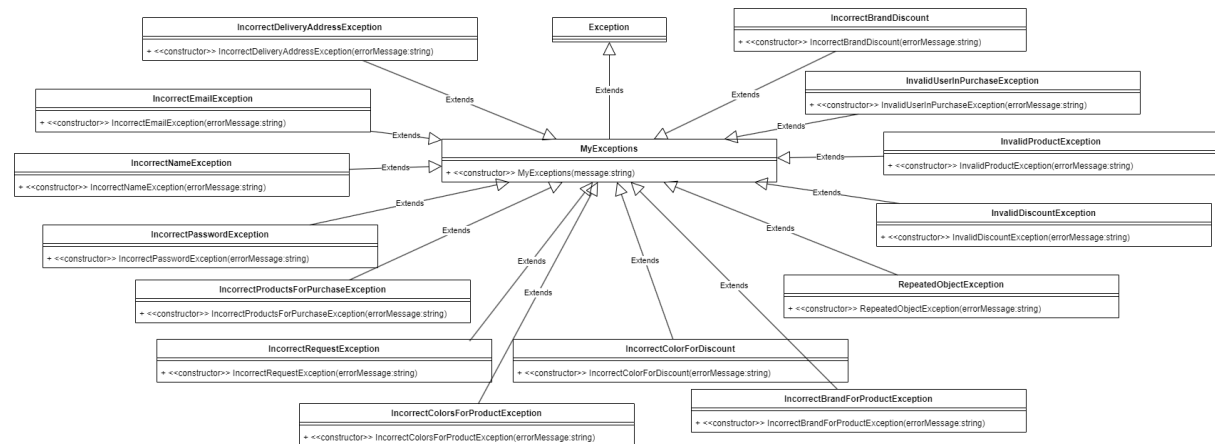 IncorrectDeliveryAddressException
+ <<constructor>> IncorrectDeliveryAddressException(errorMessage:string)
Exception
IncorrectBrandDiscount
+ <<constructor>> IncorrectBrandDiscount(errorMessage:string)
Extends
Extends
Extends
IncorrectEmailException
+ <<constructor>> IncorrectEmailException(errorMessage:string)
Extends
InvalidUserInPurchaseException
+ <<constructor>> InvalidUserInPurchaseException(errorMessage:string)
Extends
MyExceptions
+ <<constructor>> MyExceptions(message:string)
IncorrectNameException
+ <<constructor>> IncorrectNameException(errorMessage:string)
Extends
InvalidProductException
+ <<constructor>> InvalidProductException(errorMessage:string)
Extends
IncorrectPasswordException
+ <<constructor>> IncorrectPasswordException(errorMessage:string)
Extends
InvalidDiscountException
+ <<constructor>> InvalidDiscountException(errorMessage:string)
Extends
IncorrectProductsForPurchaseException
+ <<constructor>> IncorrectProductsForPurchaseException(errorMessage:string)
Extends
RepeatedObjectException
+ <<constructor>> RepeatedObjectException(errorMessage:string)
Extends
Extends
Extends
Extends
Extends
IncorrectRequestException
+ <<constructor>> IncorrectRequestException(errorMessage:string)
IncorrectColorForDiscount
+ <<constructor>> IncorrectColorForDiscount(errorMessage:string)
IncorrectColorsForProductException
+ <<constructor>> IncorrectColorsForProductException(errorMessage:string)
IncorrectBrandForProductException
+ <<constructor>> IncorrectBrandForProductException(errorMessage:string)